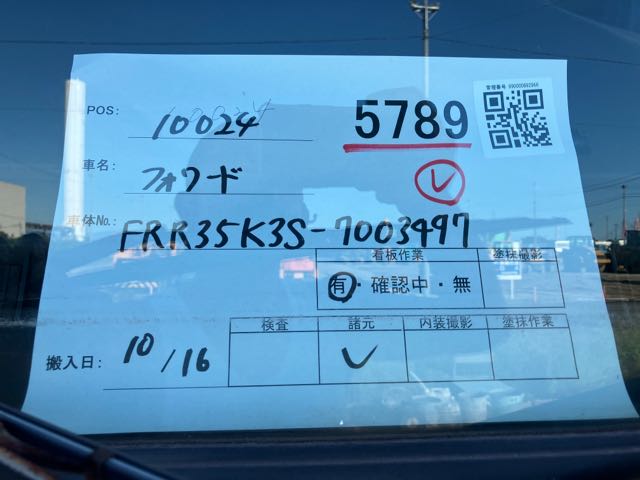 管理番号
POS: 10024 5789
車名: フォワード
車体No.: FRR35K3S-7003497
看板作業 塗抹撮影
有・確認中・無
検査 諸元 内装撮影 塗抹作業
搬入日: 10/16